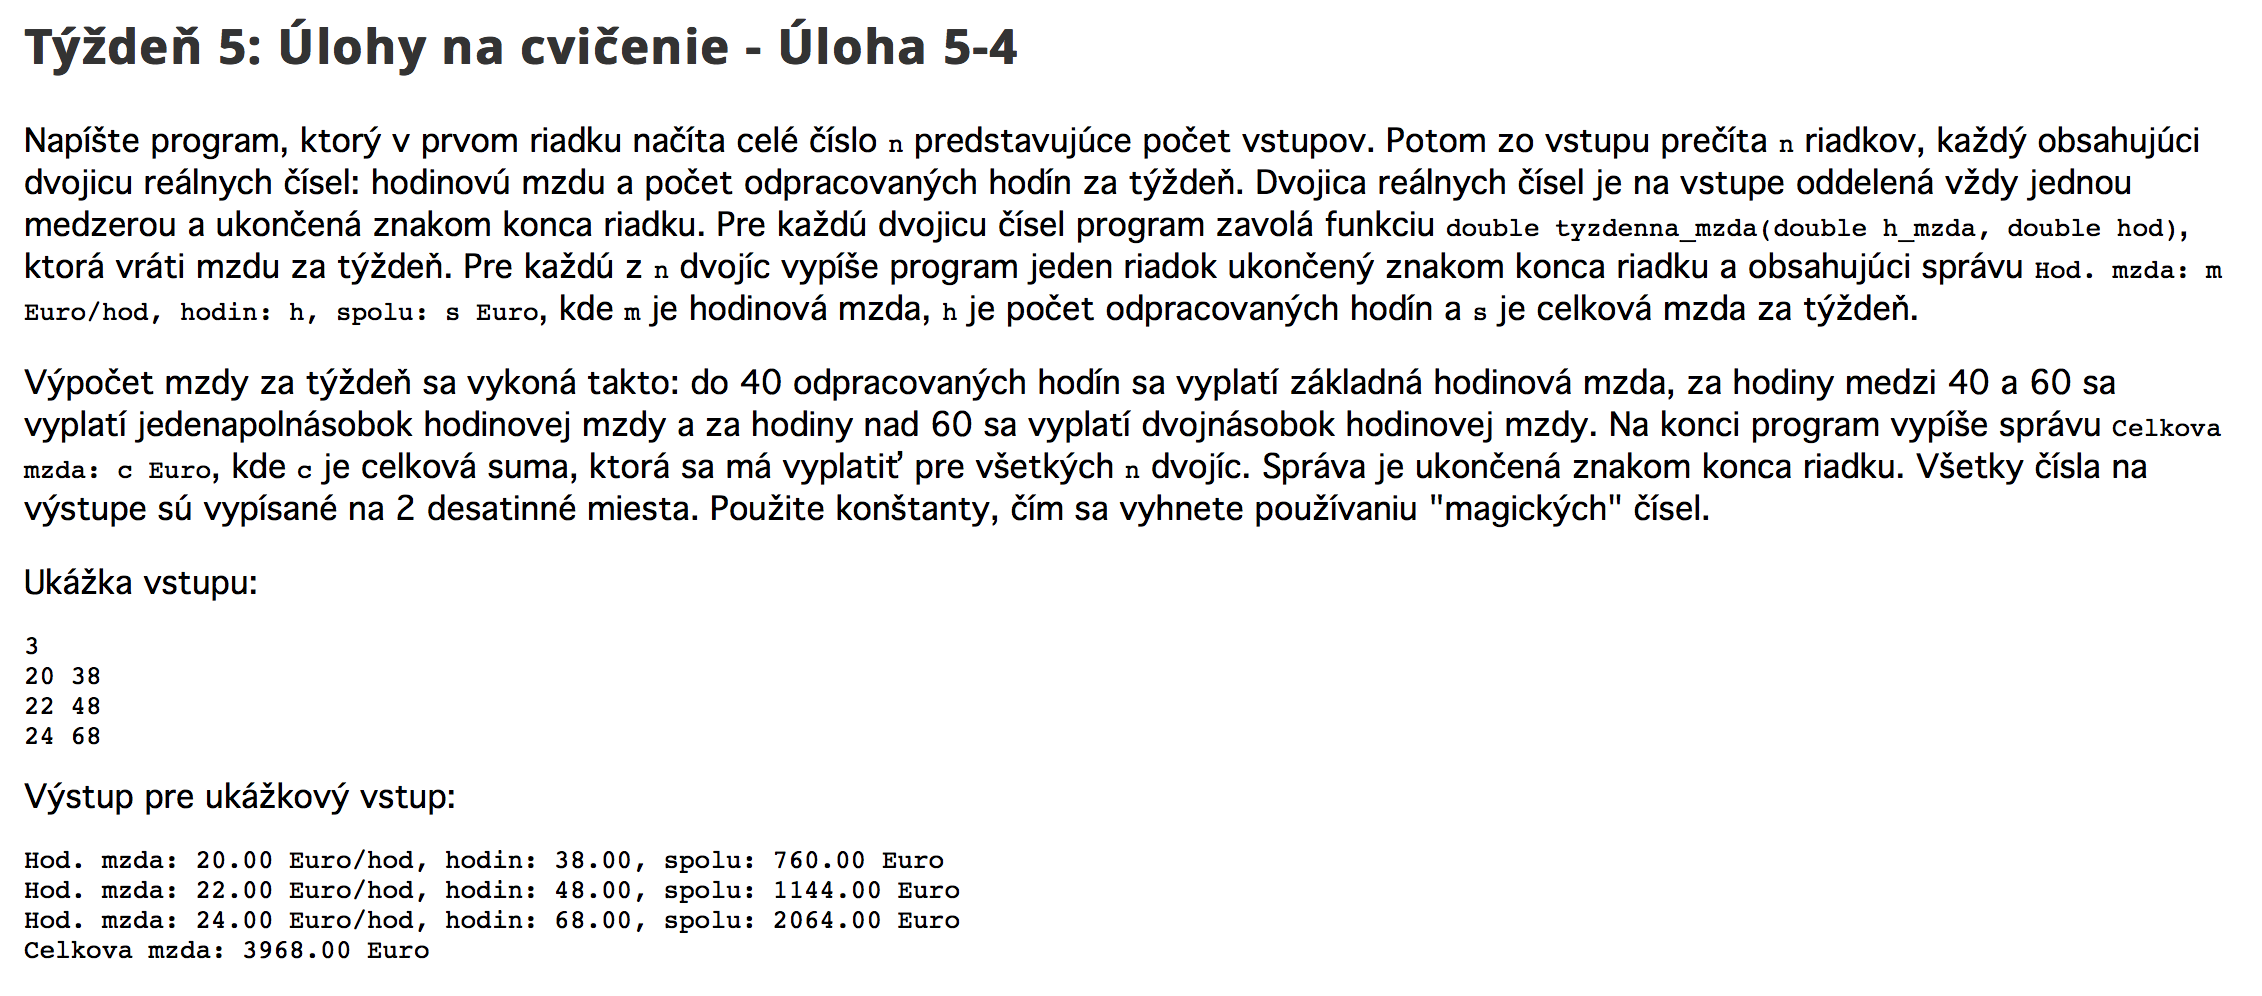 Týždeň 5: Úlohy na cvičenie - Úloha 5-4
Napíšte program, ktorý v prvom riadku načíta celé číslo n predstavujúce počet vstupov. Potom zo vstupu prečíta n riadkov, každý obsahujúci
dvojicu reálnych čísel: hodinovú mzdu a počet odpracovaných hodín za týždeň. Dvojica reálnych čísel je na vstupe oddelená vždy jednou
medzerou a ukončená znakom konca riadku. Pre každú dvojicu čísel program zavolá funkciu double tyzdenna_mzda(double h_mzda, double hod),
ktorá vráti mzdu za týždeň. Pre každú z n dvojíc vypíše program jeden riadok ukončený znakom konca riadku a obsahujúci správu Hod. mzda: m
Euro/hod, hodin: h, spolu: s Euro, kde m je hodinová mzda, h je počet odpracovaných hodín a s je celková mzda za týždeň.
Výpočet mzdy za týždeň sa vykoná takto: do 40 odpracovaných hodín sa vyplatí základná hodinová mzda, za hodiny medzi 40 a 60 sa
vyplatí jedenapolnásobok hodinovej mzdy a za hodiny nad 60 sa vyplatí dvojnásobok hodinovej mzdy. Na konci program vypíše správu Celkova
mzda: c Euro, kde c je celková suma, ktorá sa má vyplatiť pre všetkých n dvojíc. Správa je ukončená znakom konca riadku. Všetky čísla na
výstupe sú vypísané na 2 desatinné miesta. Použite konštanty, čím sa vyhnete používaniu "magických" čísel.
Ukážka vstupu:
3
20 38
22 48
24 68
Výstup pre ukážkový vstup:
Hod. mzda: 20.00 Euro/hod, hodin: 38.00, spolu: 760.00 Euro
Hod. mzda: 22.00 Euro/hod, hodin: 48.00, spolu: 1144.00 Euro
Hod. mzda: 24.00 Euro/hod, hodin: 68.00, spolu: 2064.00 Euro
Celkova mzda: 3968.00 Euro